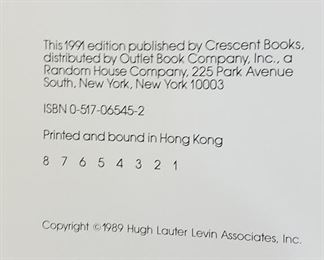 This 1991 edition published by Crescent Books,
distributed by Outlet Book Company, Inc., a
Random House Company, 225 Park Avenue
South, New York, New York 10003
ISBN 0-517-06545-2
Printed and bound in Hong Kong
8 7 6 5 4 3 2 1
Copyright ©1989 Hugh Lauter Levin Associates, Inc.